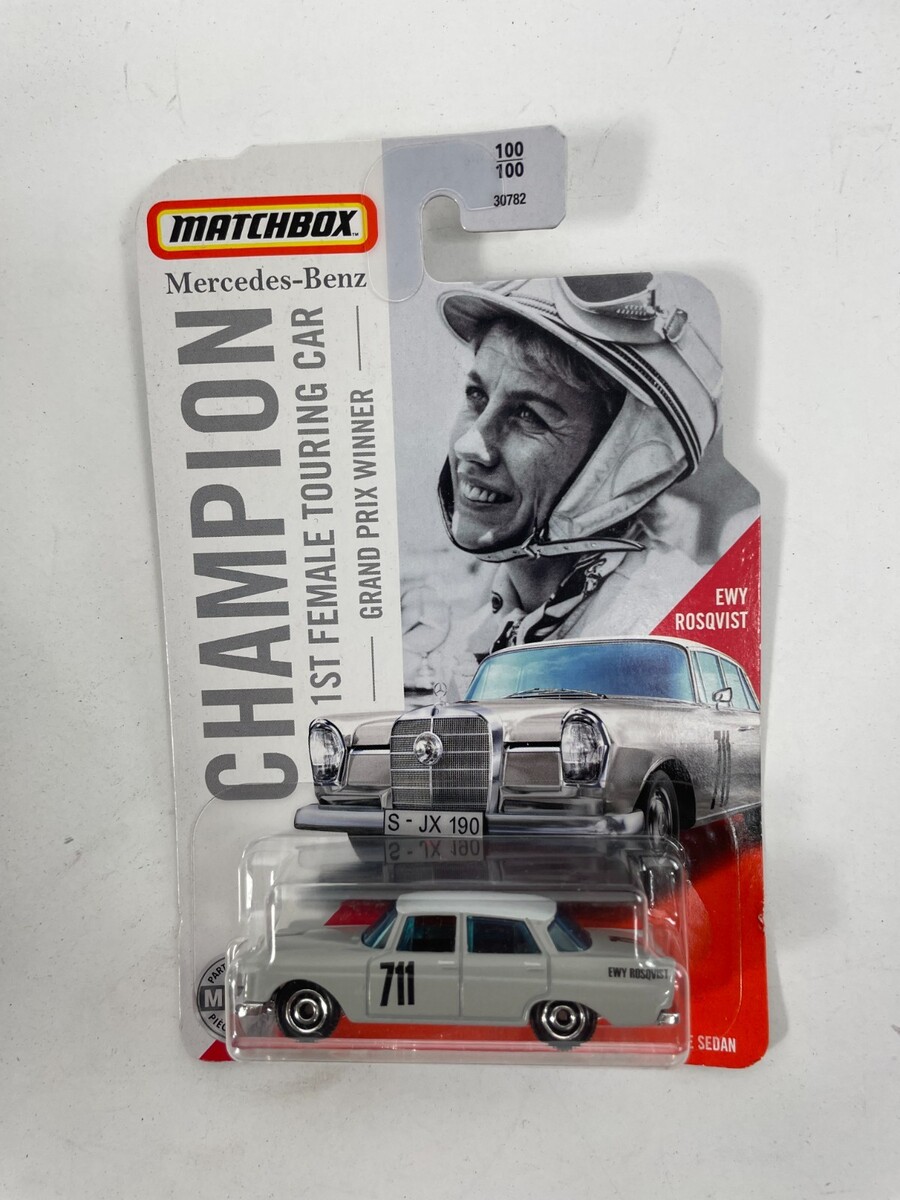 100
100
30782
MATCHBOX™
Mercedes-Benz
CHAMPION
1ST FEMALE TOURING CAR
GRAND PRIX WINNER
EWY
ROSQVIST
711
S - JX 190
711
EWY ROSQVIST
SEDAN